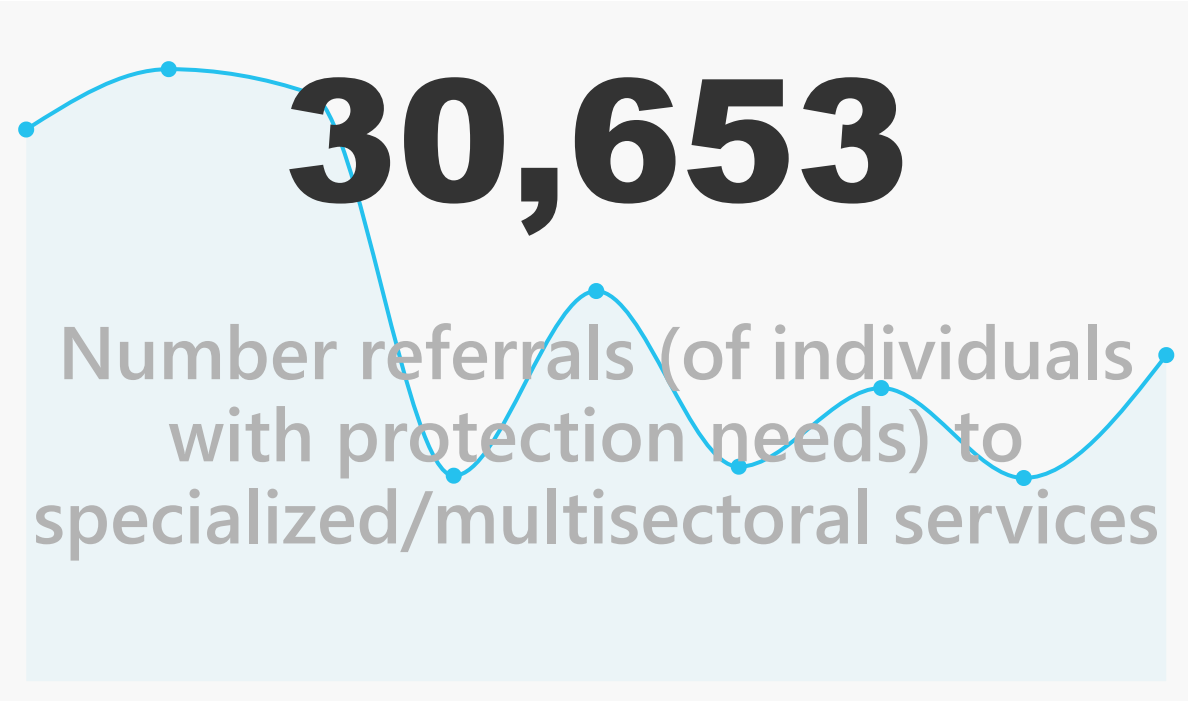 30,653
Number referrals (of individuals
with protection needs) to
specialized/multisectoral services